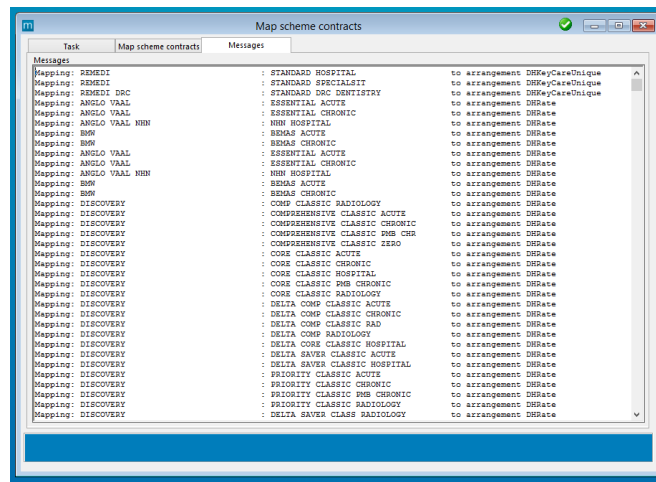 m Map scheme contracts
Task Map scheme contracts Messages
Messages
Mapping: REMEDI : STANDARD HOSPITAL to arrangement DHKeyCareUnique
Mapping: REMEDI : STANDARD SPECIALSIT to arrangement DHKeyCareUnique
Mapping: REMEDI DRC : STANDARD DRC DENTISTRY to arrangement DHKeyCareUnique
Mapping: ANGLO VAAL : ESSENTIAL ACUTE to arrangement DHRate
Mapping: ANGLO VAAL : ESSENTIAL CHRONIC to arrangement DHRate
Mapping: ANGLO VAAL NHN : NHN HOSPITAL to arrangement DHRate
Mapping: BMW : BEMAS ACUTE to arrangement DHRate
Mapping: BMW : BEMAS CHRONIC to arrangement DHRate
Mapping: ANGLO VAAL : ESSENTIAL ACUTE to arrangement DHRate
Mapping: ANGLO VAAL : ESSENTIAL CHRONIC to arrangement DHRate
Mapping: ANGLO VAAL NHN : NHN HOSPITAL to arrangement DHRate
Mapping: BMW : BEMAS ACUTE to arrangement DHRate
Mapping: BMW : BEMAS CHRONIC to arrangement DHRate
Mapping: DISCOVERY : COMP CLASSIC RADIOLOGY to arrangement DHRate
Mapping: DISCOVERY : COMPREHENSIVE CLASSIC ACUTE to arrangement DHRate
Mapping: DISCOVERY : COMPREHENSIVE CLASSIC CHRONIC to arrangement DHRate
Mapping: DISCOVERY : COMPREHENSIVE CLASSIC PMB CHR to arrangement DHRate
Mapping: DISCOVERY : COMPREHENSIVE CLASSIC ZERO to arrangement DHRate
Mapping: DISCOVERY : CORE CLASSIC ACUTE to arrangement DHRate
Mapping: DISCOVERY : CORE CLASSIC CHRONIC to arrangement DHRate
Mapping: DISCOVERY : CORE CLASSIC HOSPITAL to arrangement DHRate
Mapping: DISCOVERY : CORE CLASSIC PMB CHRONIC to arrangement DHRate
Mapping: DISCOVERY : CORE CLASSIC RADIOLOGY to arrangement DHRate
Mapping: DISCOVERY : DELTA COMP CLASSIC ACUTE to arrangement DHRate
Mapping: DISCOVERY : DELTA COMP CLASSIC CHRONIC to arrangement DHRate
Mapping: DISCOVERY : DELTA COMP CLASSIC RAD to arrangement DHRate
Mapping: DISCOVERY : DELTA COMP RADIOLOGY to arrangement DHRate
Mapping: DISCOVERY : DELTA CORE CLASSIC HOSPITAL to arrangement DHRate
Mapping: DISCOVERY : DELTA SAVER CLASSIC ACUTE to arrangement DHRate
Mapping: DISCOVERY : DELTA SAVER CLASSIC HOSPITAL to arrangement DHRate
Mapping: DISCOVERY : PRIORITY CLASSIC ACUTE to arrangement DHRate
Mapping: DISCOVERY : PRIORITY CLASSIC CHRONIC to arrangement DHRate
Mapping: DISCOVERY : PRIORITY CLASSIC PMB CHRONIC to arrangement DHRate
Mapping: DISCOVERY : PRIORITY CLASSIC RADIOLOGY to arrangement DHRate
Mapping: DISCOVERY : DELTA SAVER CLASS RADIOLOGY to arrangement DHRate